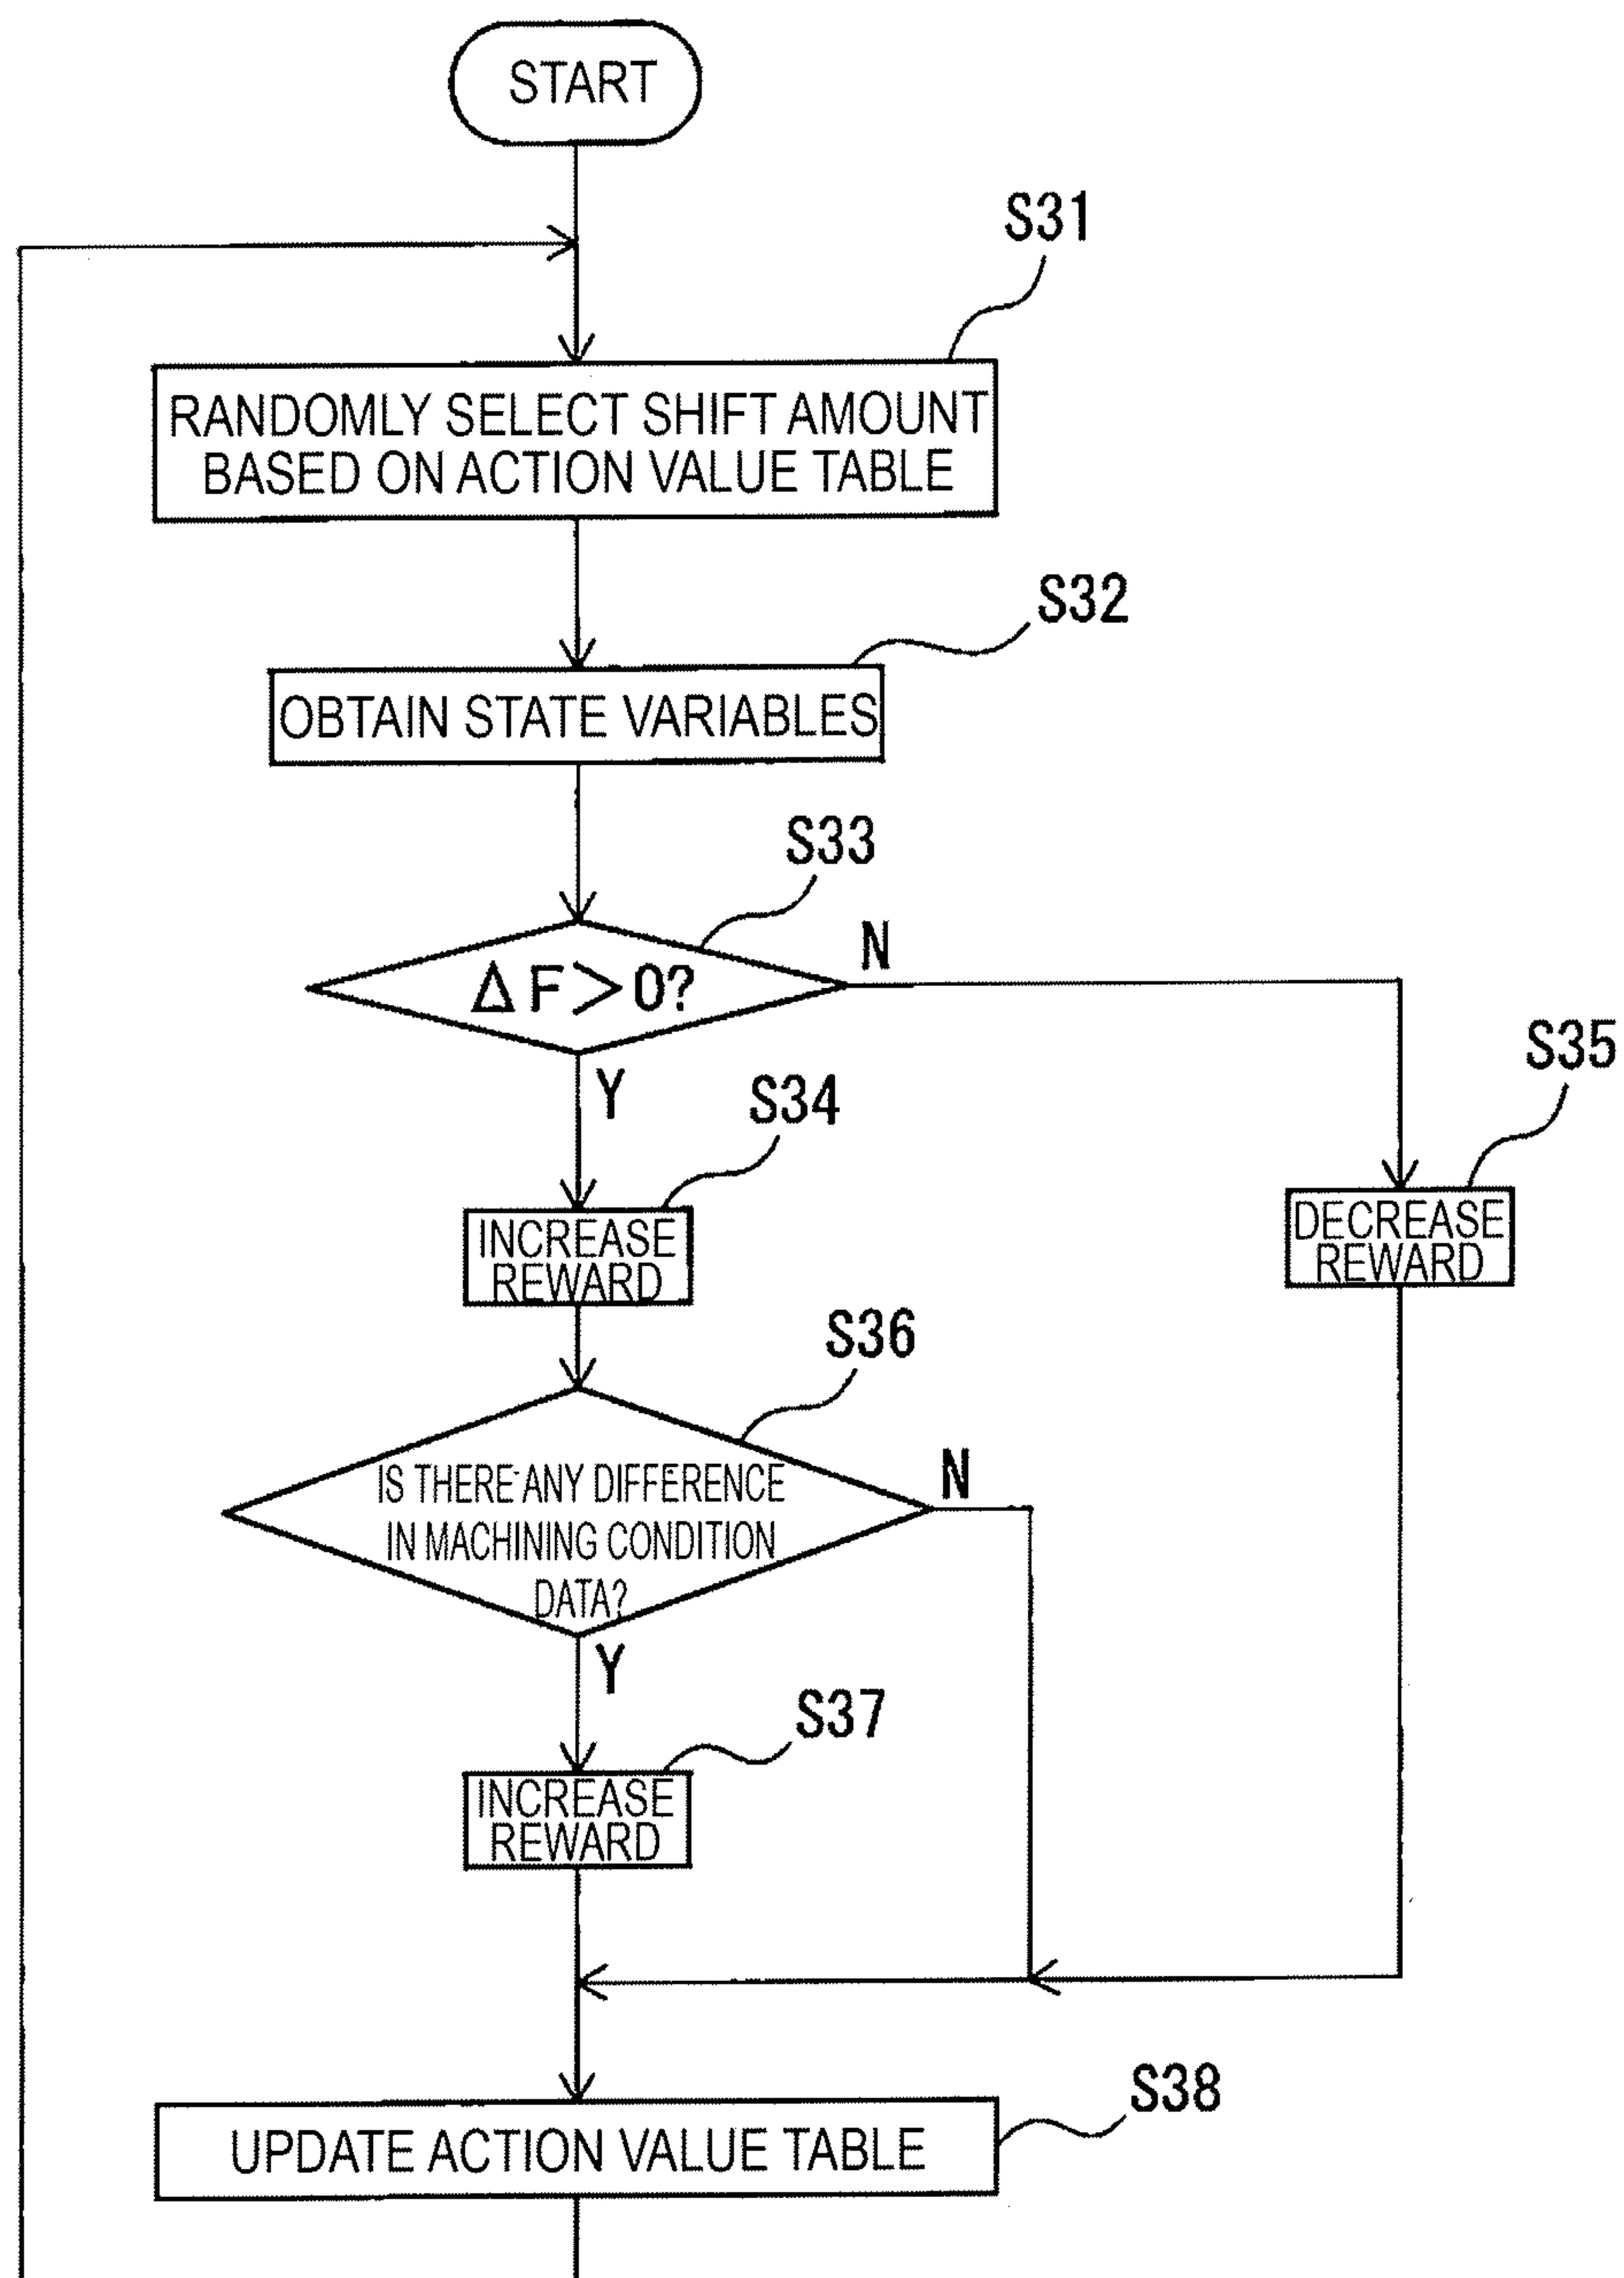 START
S31
RANDOMLY SELECT SHIFT AMOUNT
BASED ON ACTION VALUE TABLE
S32
OBTAIN STATE VARIABLES
S33
N
ΔF>0?
S35
Y
S34
DECREASE
REWARD
INCREASE
REWARD
S36
N
IS THERE ANY DIFFERENCE
IN MACHINING CONDITION
DATA?
Y
S37
INCREASE
REWARD
S38
UPDATE ACTION VALUE TABLE